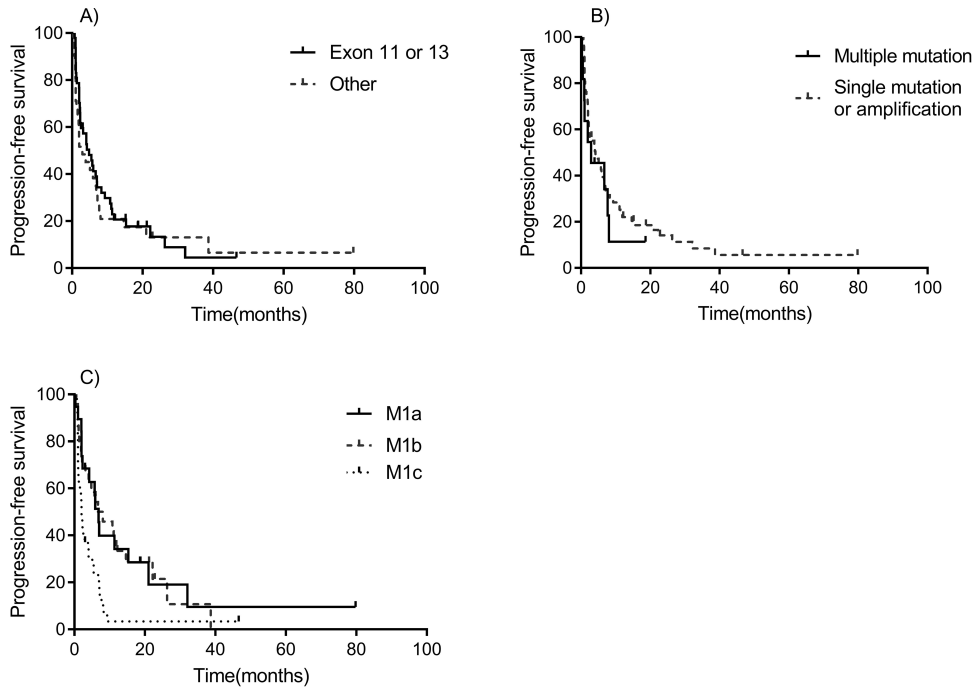 A)
100
80
60
40
20
0
Progression-free survival
Exon 11 or 13
Other
0 20 40 60 80 100
Time(months)
B)
100
80
60
40
20
0
Progression-free survival
Multiple mutation
Single mutation
or amplification
0 20 40 60 80 100
Time(months)
C)
100
80
60
40
20
0
Progression-free survival
M1a
M1b
M1c
0 20 40 60 80 100
Time(months)